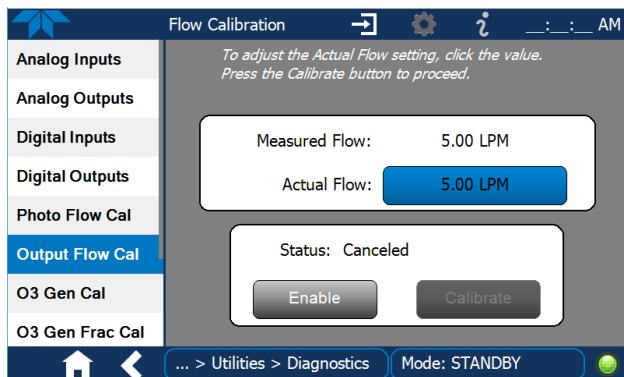 Flow Calibration
__:__:__ AM
Analog Inputs
Analog Outputs
Digital Inputs
Digital Outputs
Photo Flow Cal
Output Flow Cal
O3 Gen Cal
O3 Gen Frac Cal
To adjust the Actual Flow setting, click the value.
Press the Calibrate button to proceed.
Measured Flow: 5.00 LPM
Actual Flow: 5.00 LPM
Status: Canceled
Enable
Calibrate
... > Utilities > Diagnostics
Mode: STANDBY